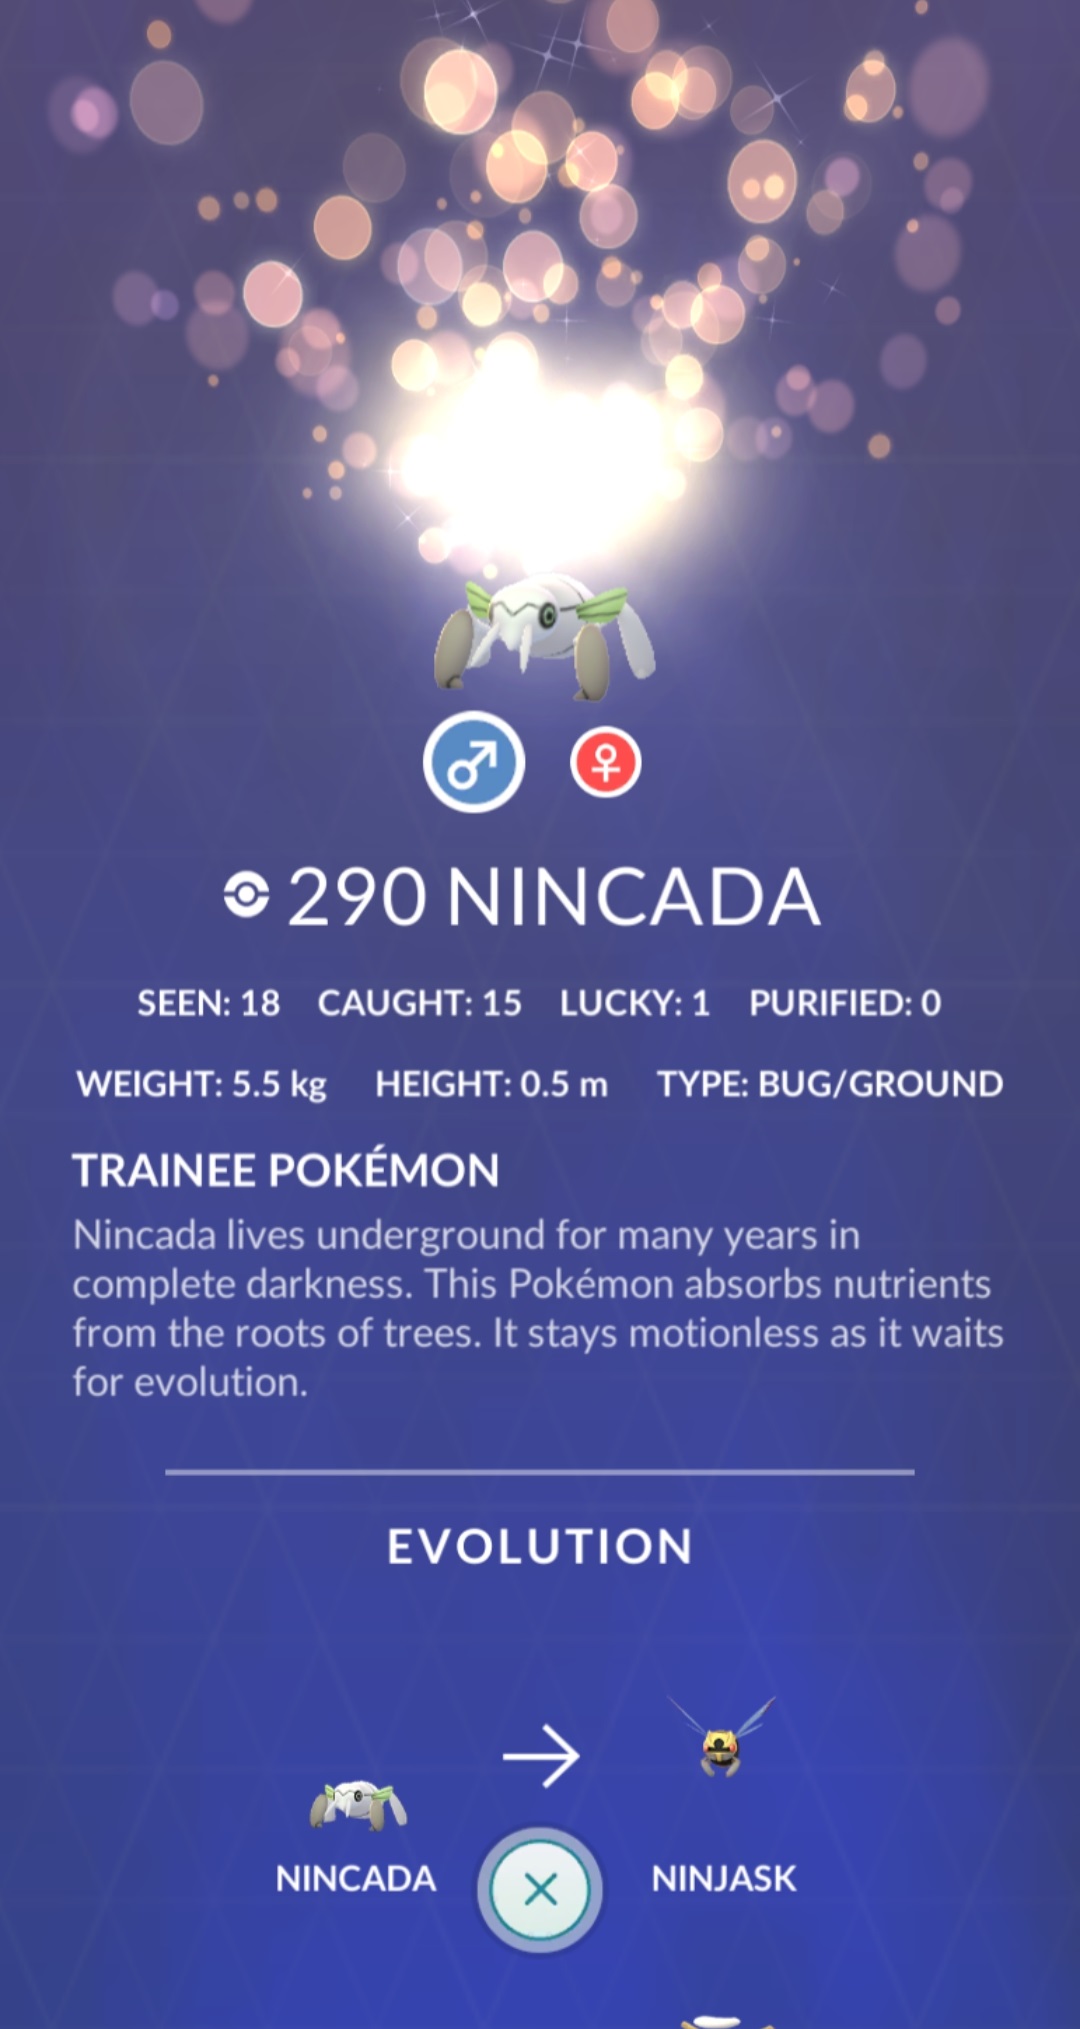 290 NINCADA
SEEN: 18 CAUGHT: 15 LUCKY: 1 PURIFIED: 0
WEIGHT: 5.5 kg HEIGHT: 0.5 m TYPE: BUG/GROUND
TRAINEE POKÉMON
Nincada lives underground for many years in
complete darkness. This Pokémon absorbs nutrients
from the roots of trees. It stays motionless as it waits
for evolution.
EVOLUTION
NINCADA NINJASK